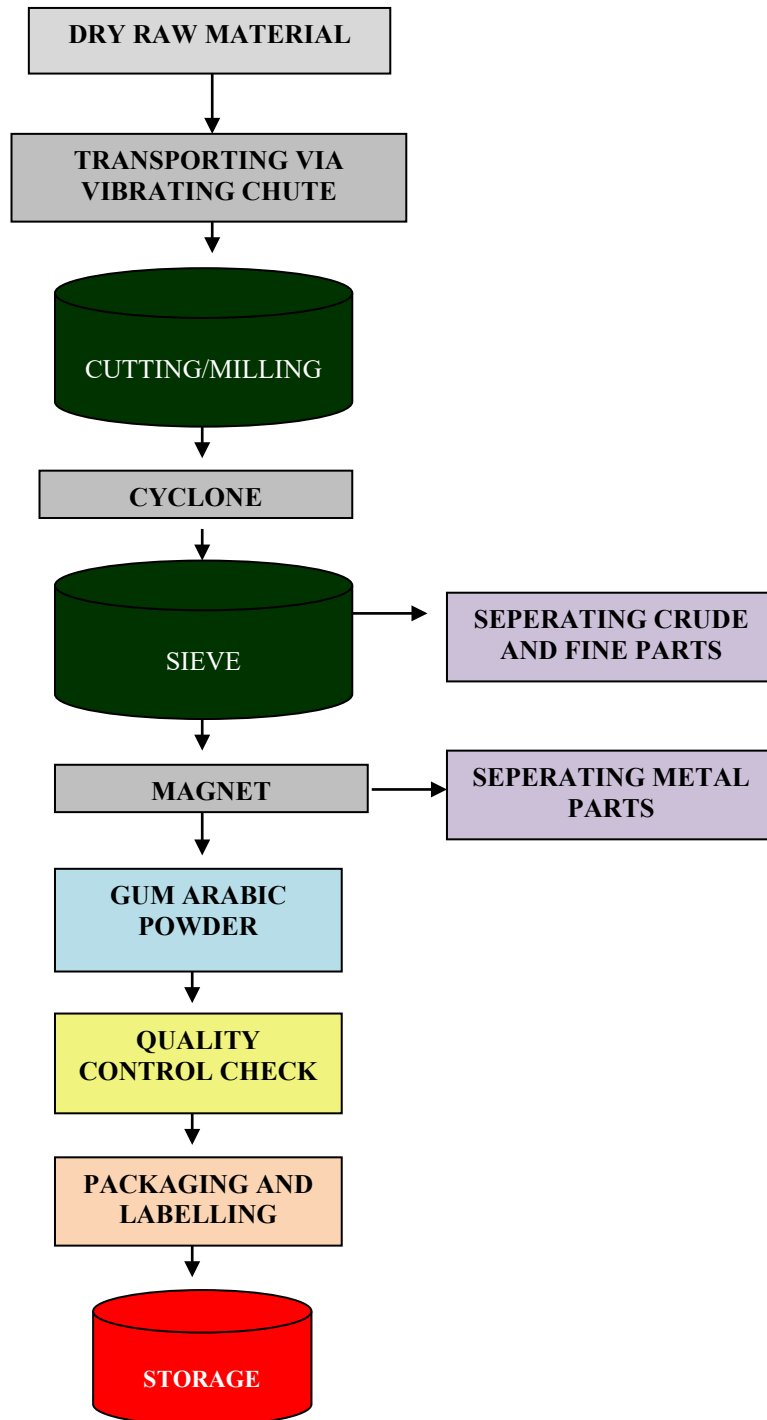 DRY RAW MATERIAL
TRANSPORTING VIA
VIBRATING CHUTE
CUTTING/MILLING
CYCLONE
SIEVE
SEPERATING CRUDE
AND FINE PARTS
MAGNET
SEPERATING METAL
PARTS
GUM ARABIC
POWDER
QUALITY
CONTROL CHECK
PACKAGING AND
LABELLING
STORAGE